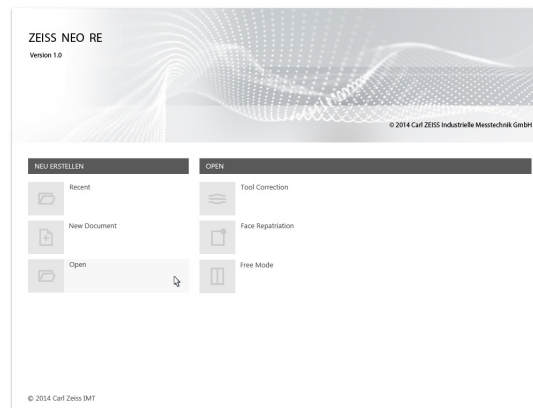 ZEISS NEO RE
Version 1.0
© 2014 Carl ZEISS Industrielle Messtechnik GmbH
NEU ERSTELLEN
Recent
New Document
Open
OPEN
Tool Correction
Face Repatriation
Free Mode
© 2014 Carl Zeiss IMT